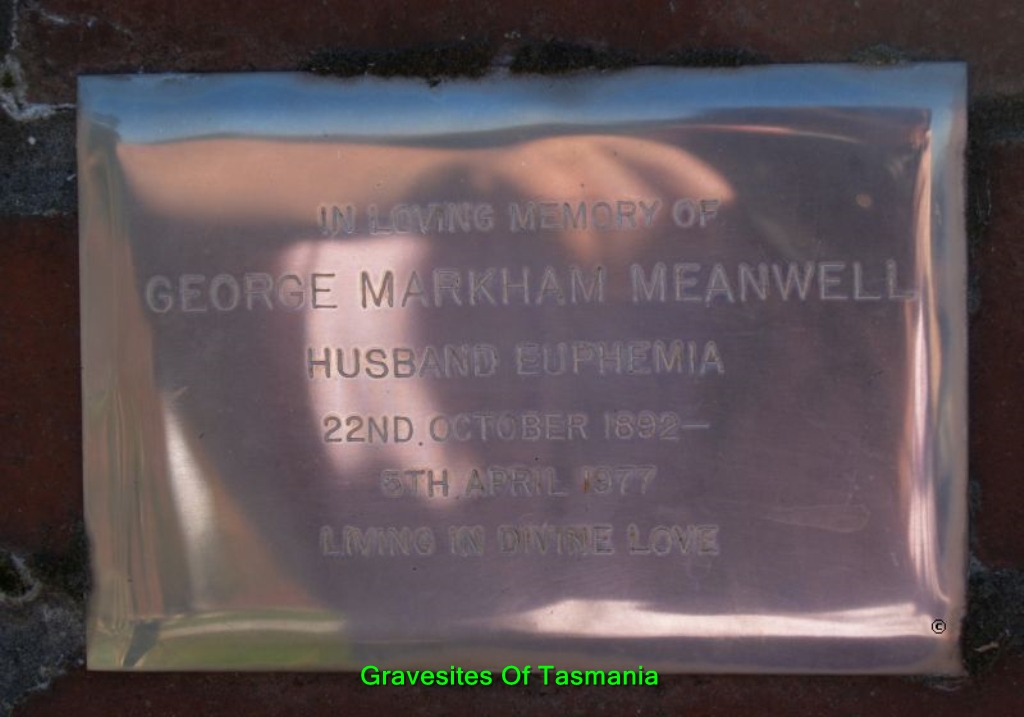 IN LOVING MEMORY OF
GEORGE MARKHAM MEANWELL
HUSBAND EUPHEMIA
22ND OCTOBER 1892—
5TH APRIL 1977
LIVING IN DIVINE LOVE
©
Gravesites Of Tasmania